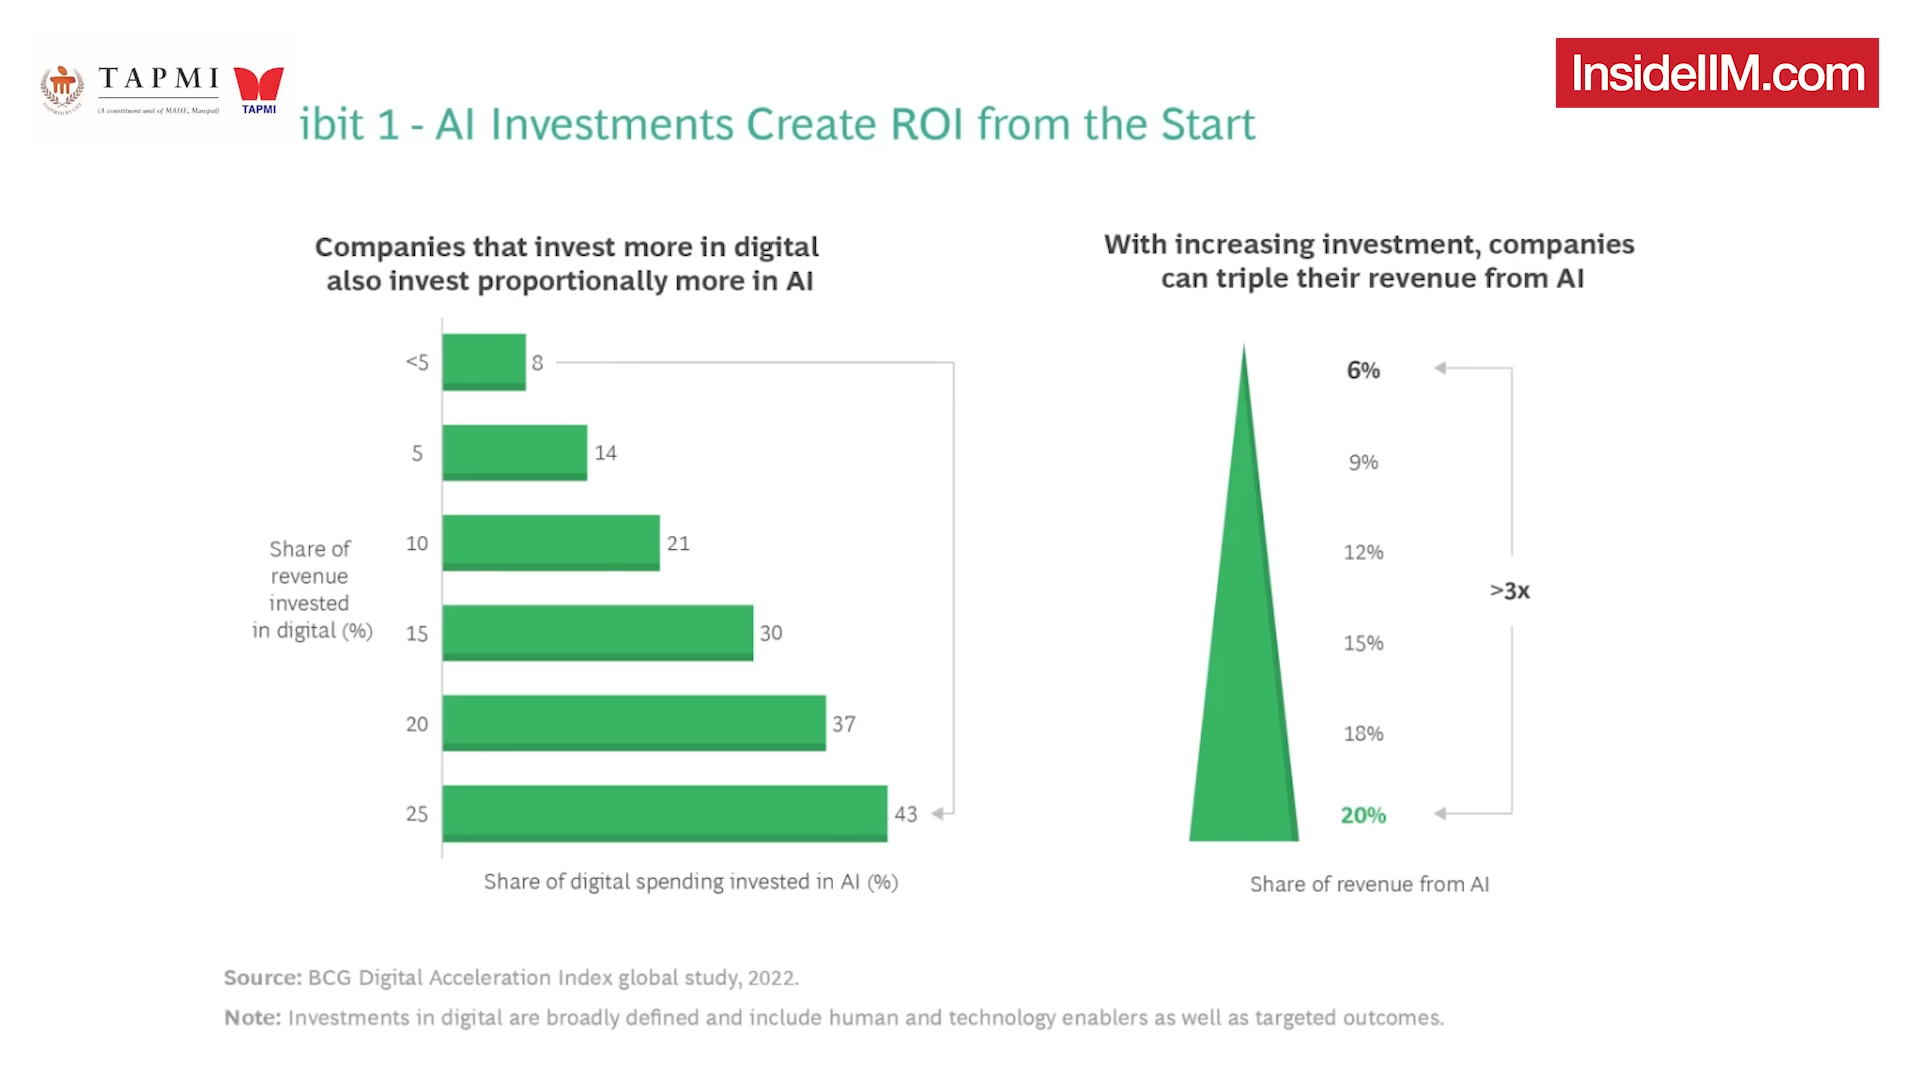 TAPMI
(A constituent unit of MAHE, Manipal)
TAPMI
InsideIIM.com
ibit 1 - AI Investments Create ROI from the Start
Companies that invest more in digital
also invest proportionally more in AI
<5
8
5
14
10
21
15
30
20
37
25
43
Share of
revenue
invested
in digital (%)
Share of digital spending invested in AI (%)
With increasing investment, companies
can triple their revenue from AI
6%
9%
12%
15%
18%
20%
>3x
Share of revenue from AI
Source: BCG Digital Acceleration Index global study, 2022.
Note: Investments in digital are broadly defined and include human and technology enablers as well as targeted outcomes.